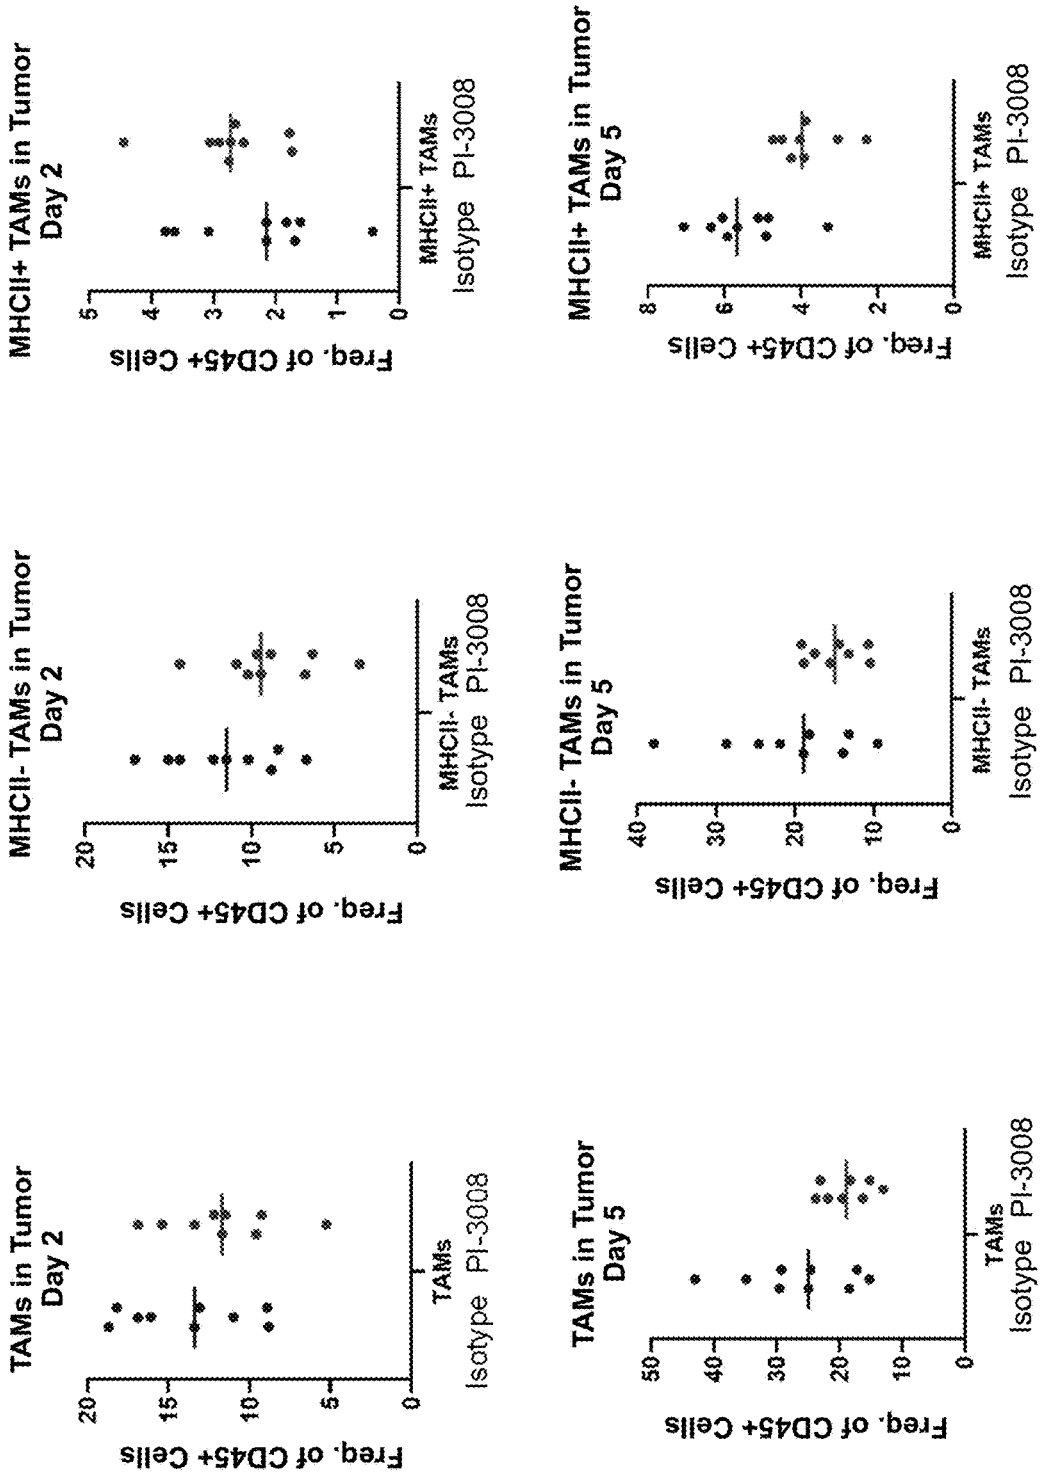 TAMs in Tumor
Day 2
Freq. of CD45+ Cells
20
15
10
5
0
TAMs
Isotype PI-3008
MHCII- TAMs in Tumor
Day 2
Freq. of CD45+ Cells
20
15
10
5
0
MHCII- TAMs
Isotype PI-3008
MHCII+ TAMs in Tumor
Day 2
Freq. of CD45+ Cells
5
4
3
2
1
0
MHCII+ TAMs
Isotype PI-3008
TAMs in Tumor
Day 5
Freq. of CD45+ Cells
50
40
30
20
10
0
TAMs
Isotype PI-3008
MHCII- TAMs in Tumor
Day 5
Freq. of CD45+ Cells
40
30
20
10
0
MHCII- TAMs
Isotype PI-3008
MHCII+ TAMs in Tumor
Day 5
Freq. of CD45+ Cells
8
6
4
2
0
MHCII+ TAMs
Isotype PI-3008